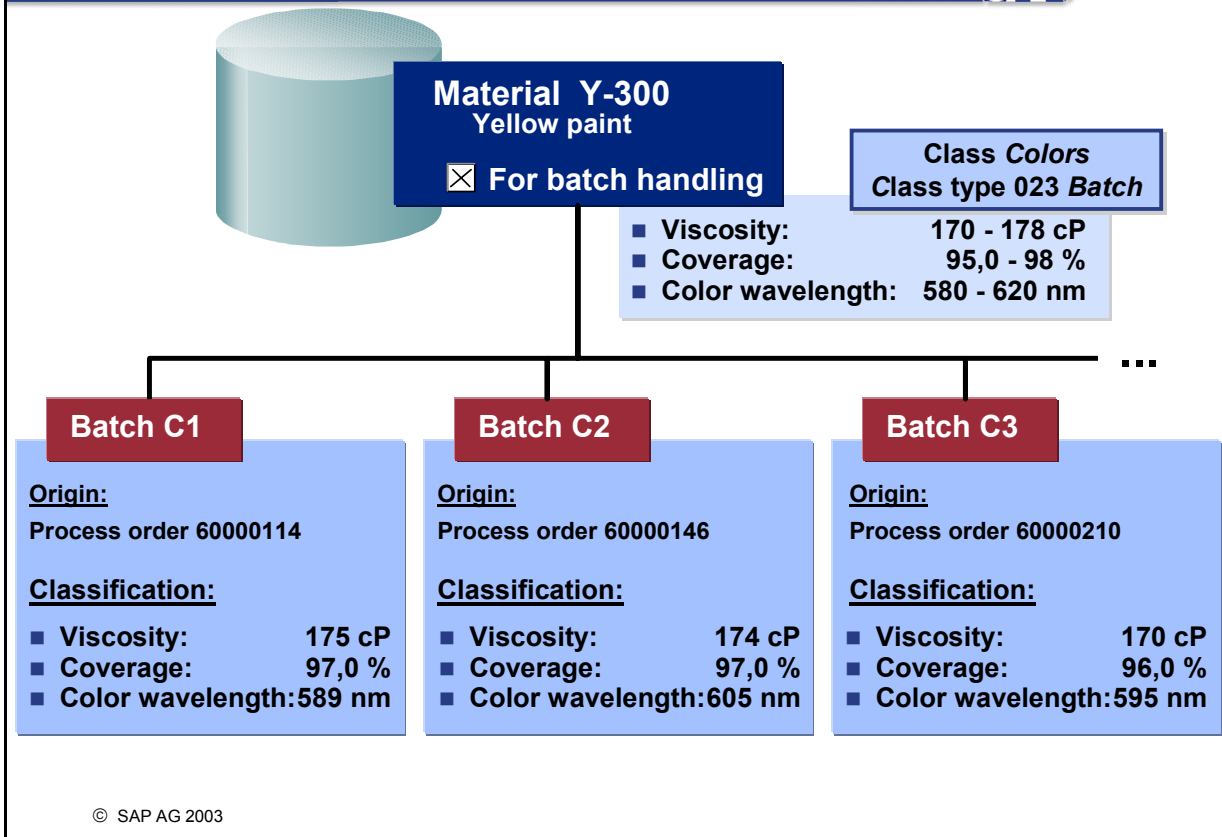 Material Y-300
Yellow paint
For batch handling
Class Colors
Class type 023 Batch
Viscosity: 170 - 178 cP
Coverage: 95,0 - 98 %
Color wavelength: 580 - 620 nm
...
Batch C1
Origin:
Process order 60000114
Classification:
Viscosity: 175 cP
Coverage: 97,0 %
Color wavelength: 589 nm
Batch C2
Origin:
Process order 60000146
Classification:
Viscosity: 174 cP
Coverage: 97,0 %
Color wavelength: 605 nm
Batch C3
Origin:
Process order 60000210
Classification:
Viscosity: 170 cP
Coverage: 96,0 %
Color wavelength: 595 nm
© SAP AG 2003